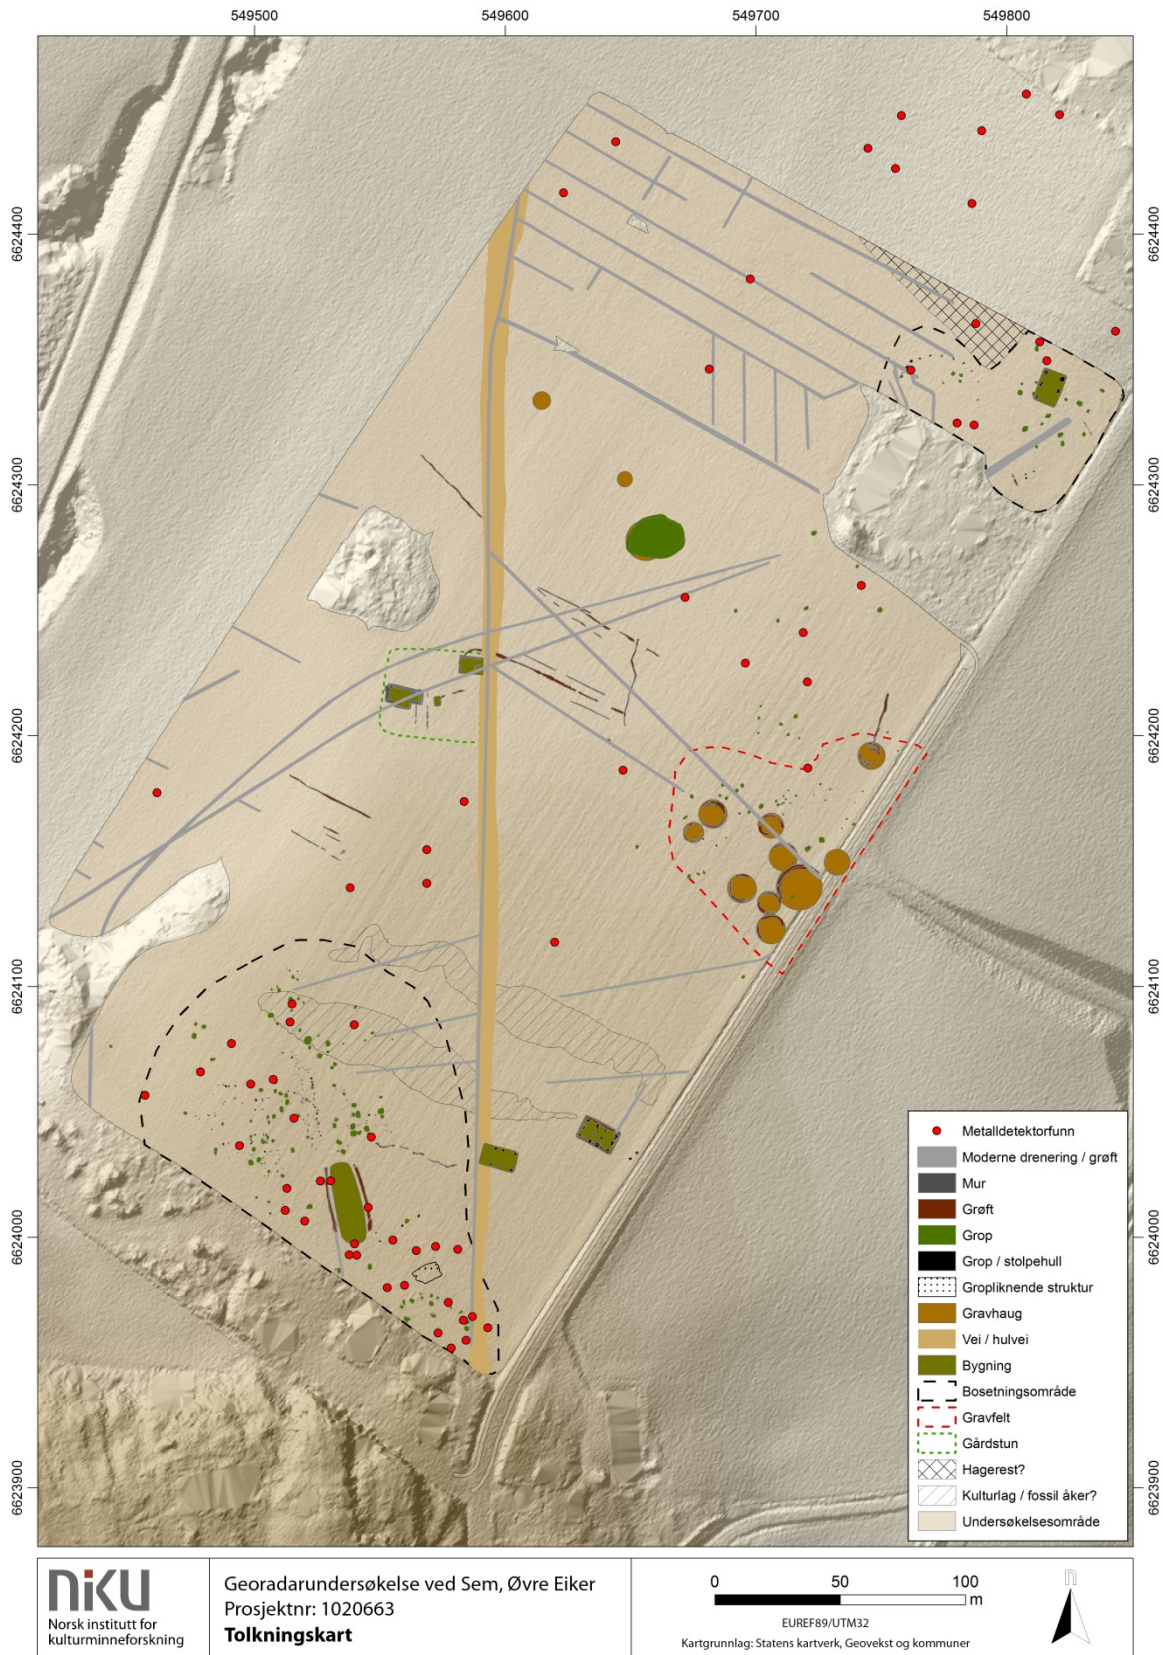 549500
549600
549700
549800
6624400
6624400
6624300
6624300
6624200
6624200
6624100
6624100
6624000
6624000
6623900
6623900
Metalldetektorfunn
Moderne drenering / grøft
Mur
Grøft
Grop
Grop / stolpehull
Gropliknende struktur
Gravhaug
Vei / hulvei
Bygning
Bosetningsområde
Gravfelt
Gårdstun
Hagerest?
Kulturlag / fossil åker?
Undersøkelsesområde
niku
Norsk institutt for
kulturminneforskning
Georadarundersøkelse ved Sem, Øvre Eiker
Prosjektnr: 1020663
Tolkningskart
0 50 100
m
EUREF89/UTM32
Kartgrunnlag: Statens kartverk, Geovekst og kommuner
n